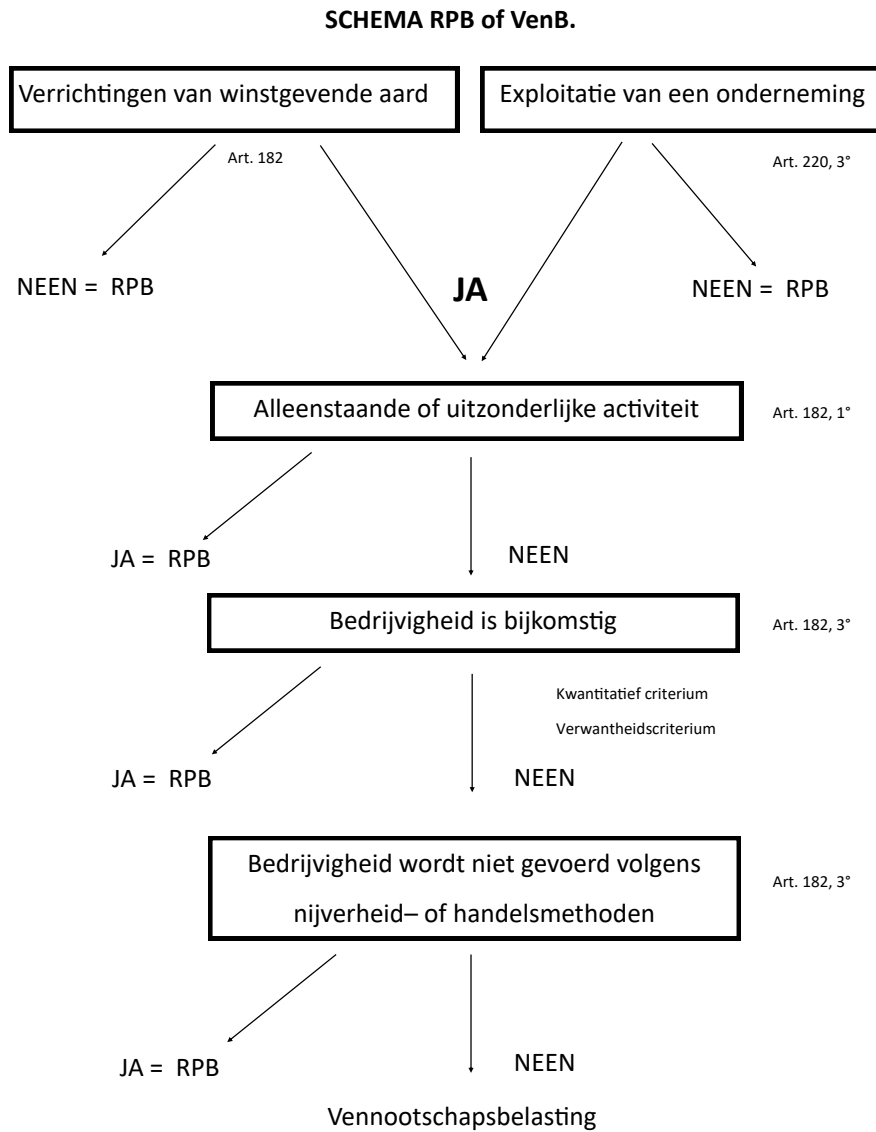 SCHEMA RPB of VenB.
Verrichtingen van winstgevende aard
Exploitatie van een onderneming
Art. 182
Art. 220, 3°
NEEN = RPB
JA
NEEN = RPB
Alleenstaande of uitzonderlijke activiteit
Art. 182, 1°
JA = RPB
NEEN
Bedrijvigheid is bijkomstig
Art. 182, 3°
Kwantitatief criterium
Verwantheidscriterium
JA = RPB
NEEN
Bedrijvigheid wordt niet gevoerd volgens
nijverheid– of handelsmethoden
Art. 182, 3°
JA = RPB
NEEN
Vennootschapsbelasting